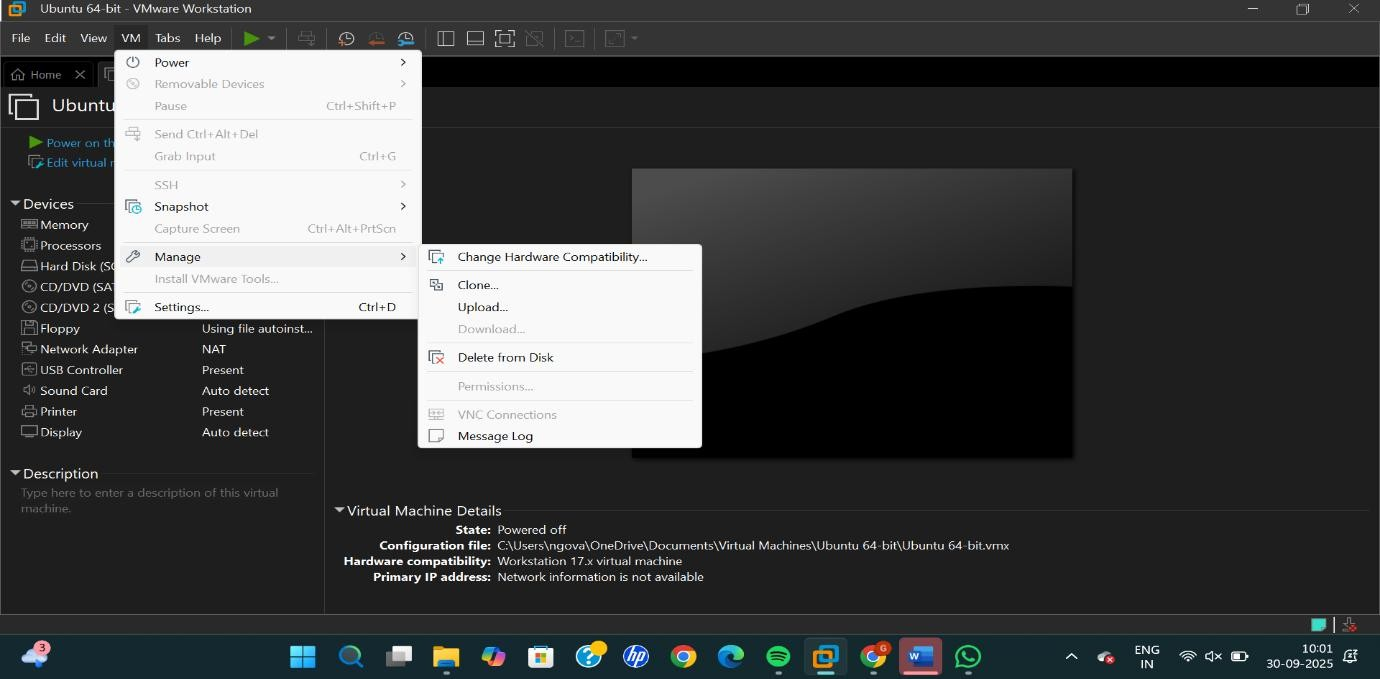 Ubuntu 64-bit - VMware Workstation
File Edit View VM Tabs Help
Home
Ubuntu
Power on th
Edit virtual
Power
Removable Devices
Pause Ctrl+Shift+P
Send Ctrl+Alt+Del
Grab Input Ctrl+G
SSH
Snapshot
Capture Screen Ctrl+Alt+PrtScn
Manage
Install VMware Tools...
Settings... Ctrl+D
Change Hardware Compatibility...
Clone...
Upload...
Download...
Delete from Disk
Permissions...
VNC Connections
Message Log
Devices
Memory
Processors
Hard Disk (SC
CD/DVD (SA
CD/DVD 2 (S
Floppy Using file autoinst...
Network Adapter NAT
USB Controller Present
Sound Card Auto detect
Printer Present
Display Auto detect
Description
Type here to enter a description of this virtual
machine.
Virtual Machine Details
State: Powered off
Configuration file: C:\Users\ngova\OneDrive\Documents\Virtual Machines\Ubuntu 64-bit\Ubuntu 64-bit.vmx
Hardware compatibility: Workstation 17.x virtual machine
Primary IP address: Network information is not available
3
hp
G
W
ENG
IN
10:01
30-09-2025